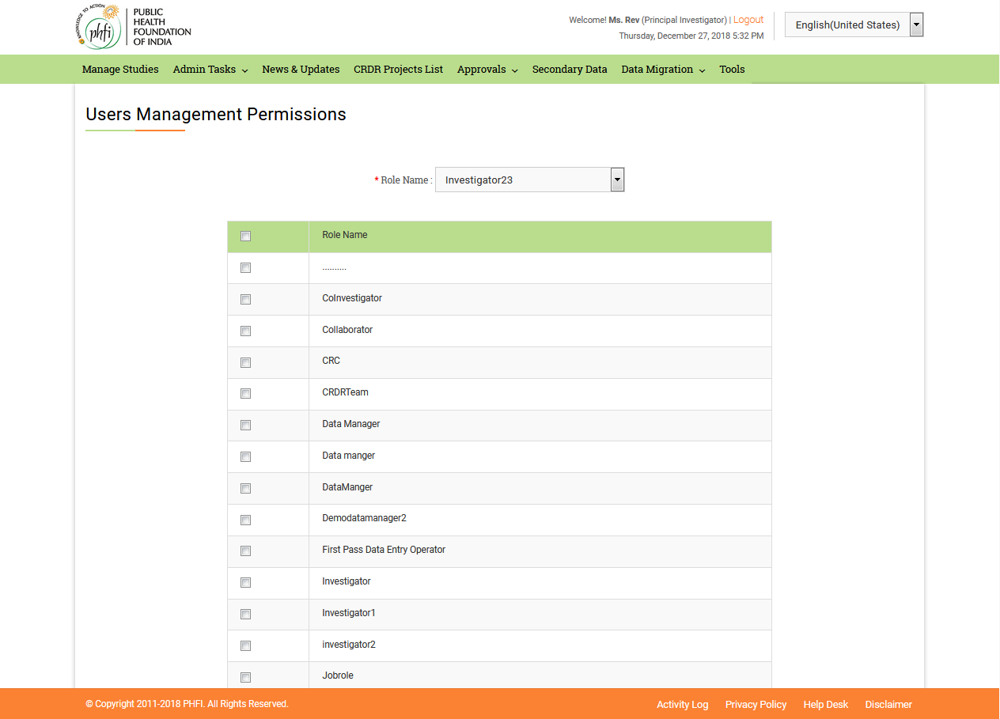 KNOWLEDGE TO ACTION
phfi
PUBLIC
HEALTH
FOUNDATION
OF INDIA
Welcome! Ms. Rev (Principal Investigator) | Logout
Thursday, December 27, 2018 5:32 PM
English(United States)
Manage Studies Admin Tasks News & Updates CRDR Projects List Approvals Secondary Data Data Migration Tools
Users Management Permissions
* Role Name : Investigator23
Role Name
..........
CoInvestigator
Collaborator
CRC
CRDRTeam
Data Manager
Data manger
DataManger
Demodatamanager2
First Pass Data Entry Operator
Investigator
Investigator1
investigator2
Jobrole
© Copyright 2011-2018 PHFI. All Rights Reserved. Activity Log Privacy Policy Help Desk Disclaimer